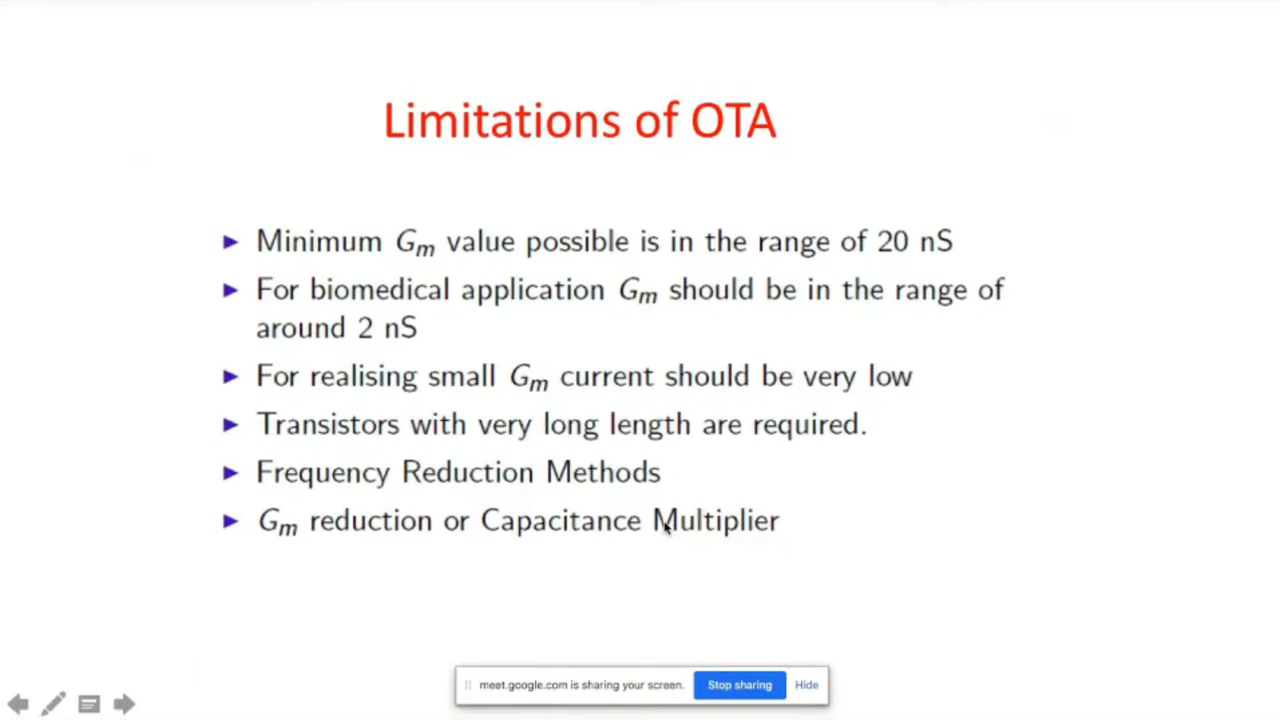 Limitations of OTA
▶ Minimum Gm value possible is in the range of 20 nS
▶ For biomedical application Gm should be in the range of
around 2 nS
▶ For realising small Gm current should be very low
▶ Transistors with very long length are required.
▶ Frequency Reduction Methods
▶ Gm reduction or Capacitance Multiplier
meet.google.com is sharing your screen. Stop sharing Hide